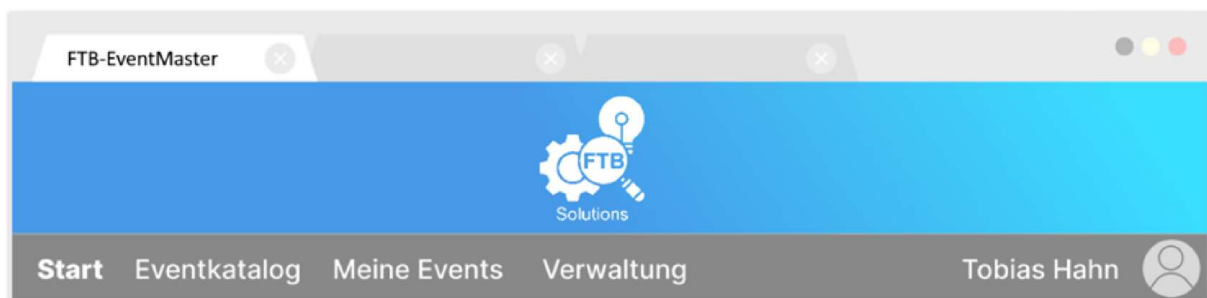 FTB-EventMaster
FTB
Solutions
Start Eventkatalog Meine Events Verwaltung Tobias Hahn